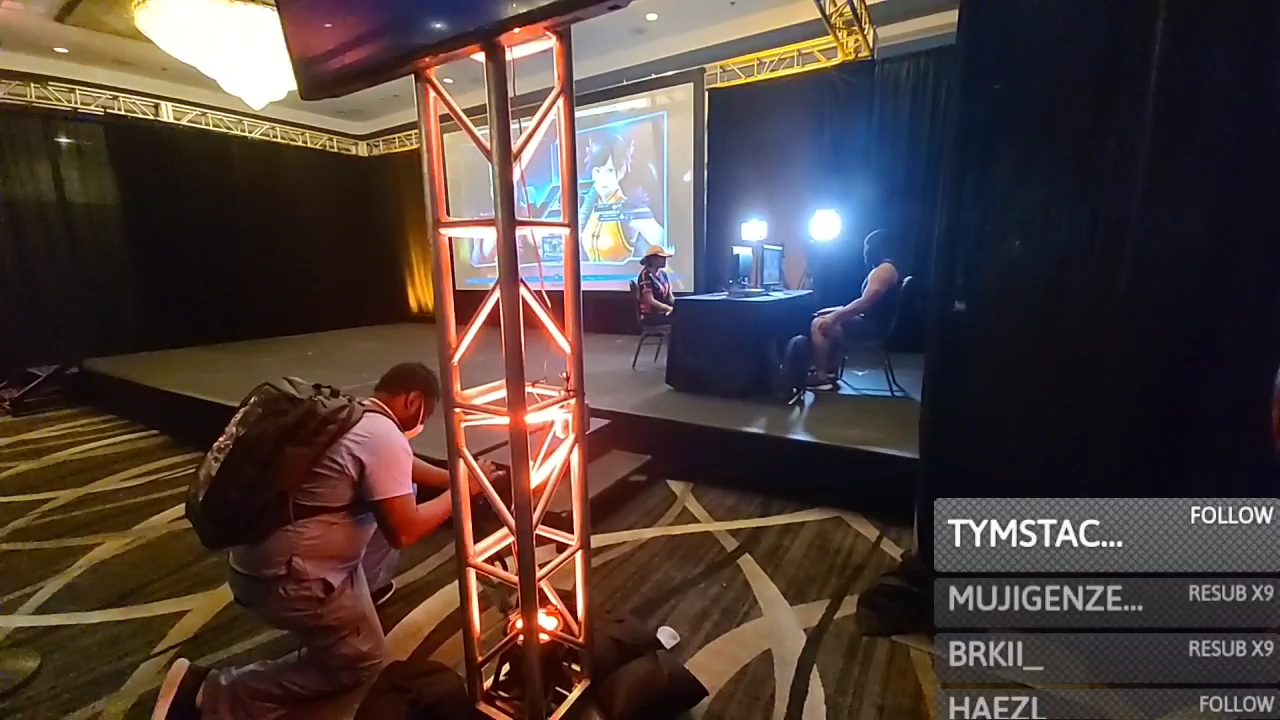 TYMSTAC... FOLLOW
MUJIGENZE... RESUB X9
BRKII_ RESUB X9
HAEZL FOLLOW